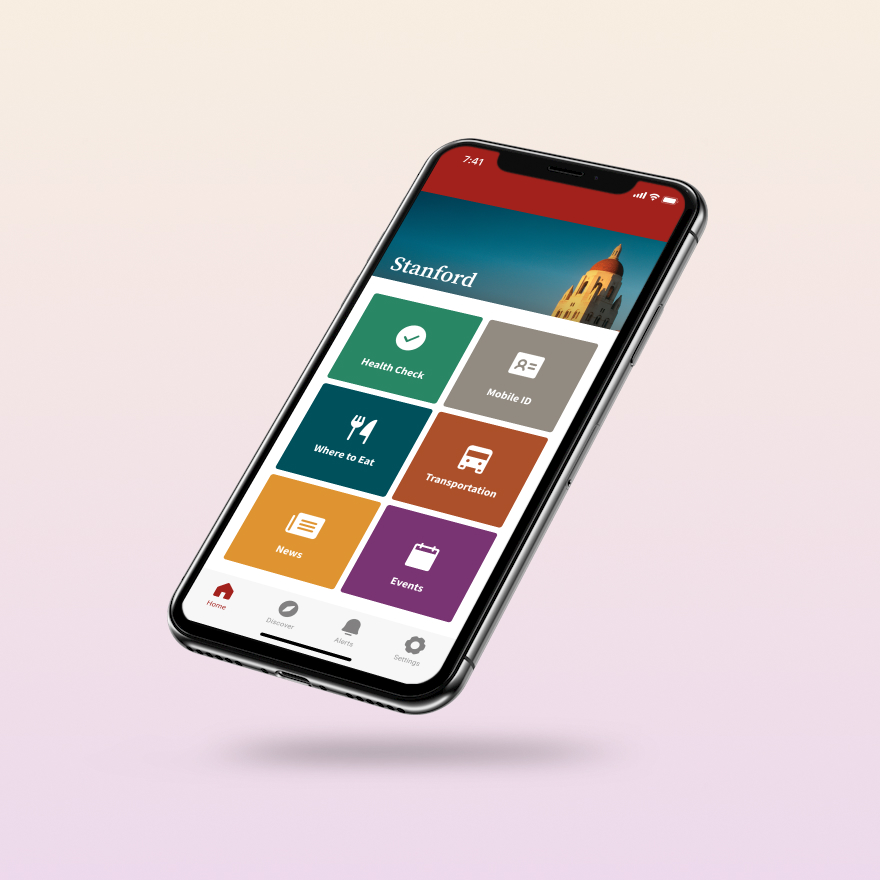 7:41
Stanford
Health Check
Mobile ID
Where to Eat
Transportation
News
Events
Home
Discover
Alerts
Settings